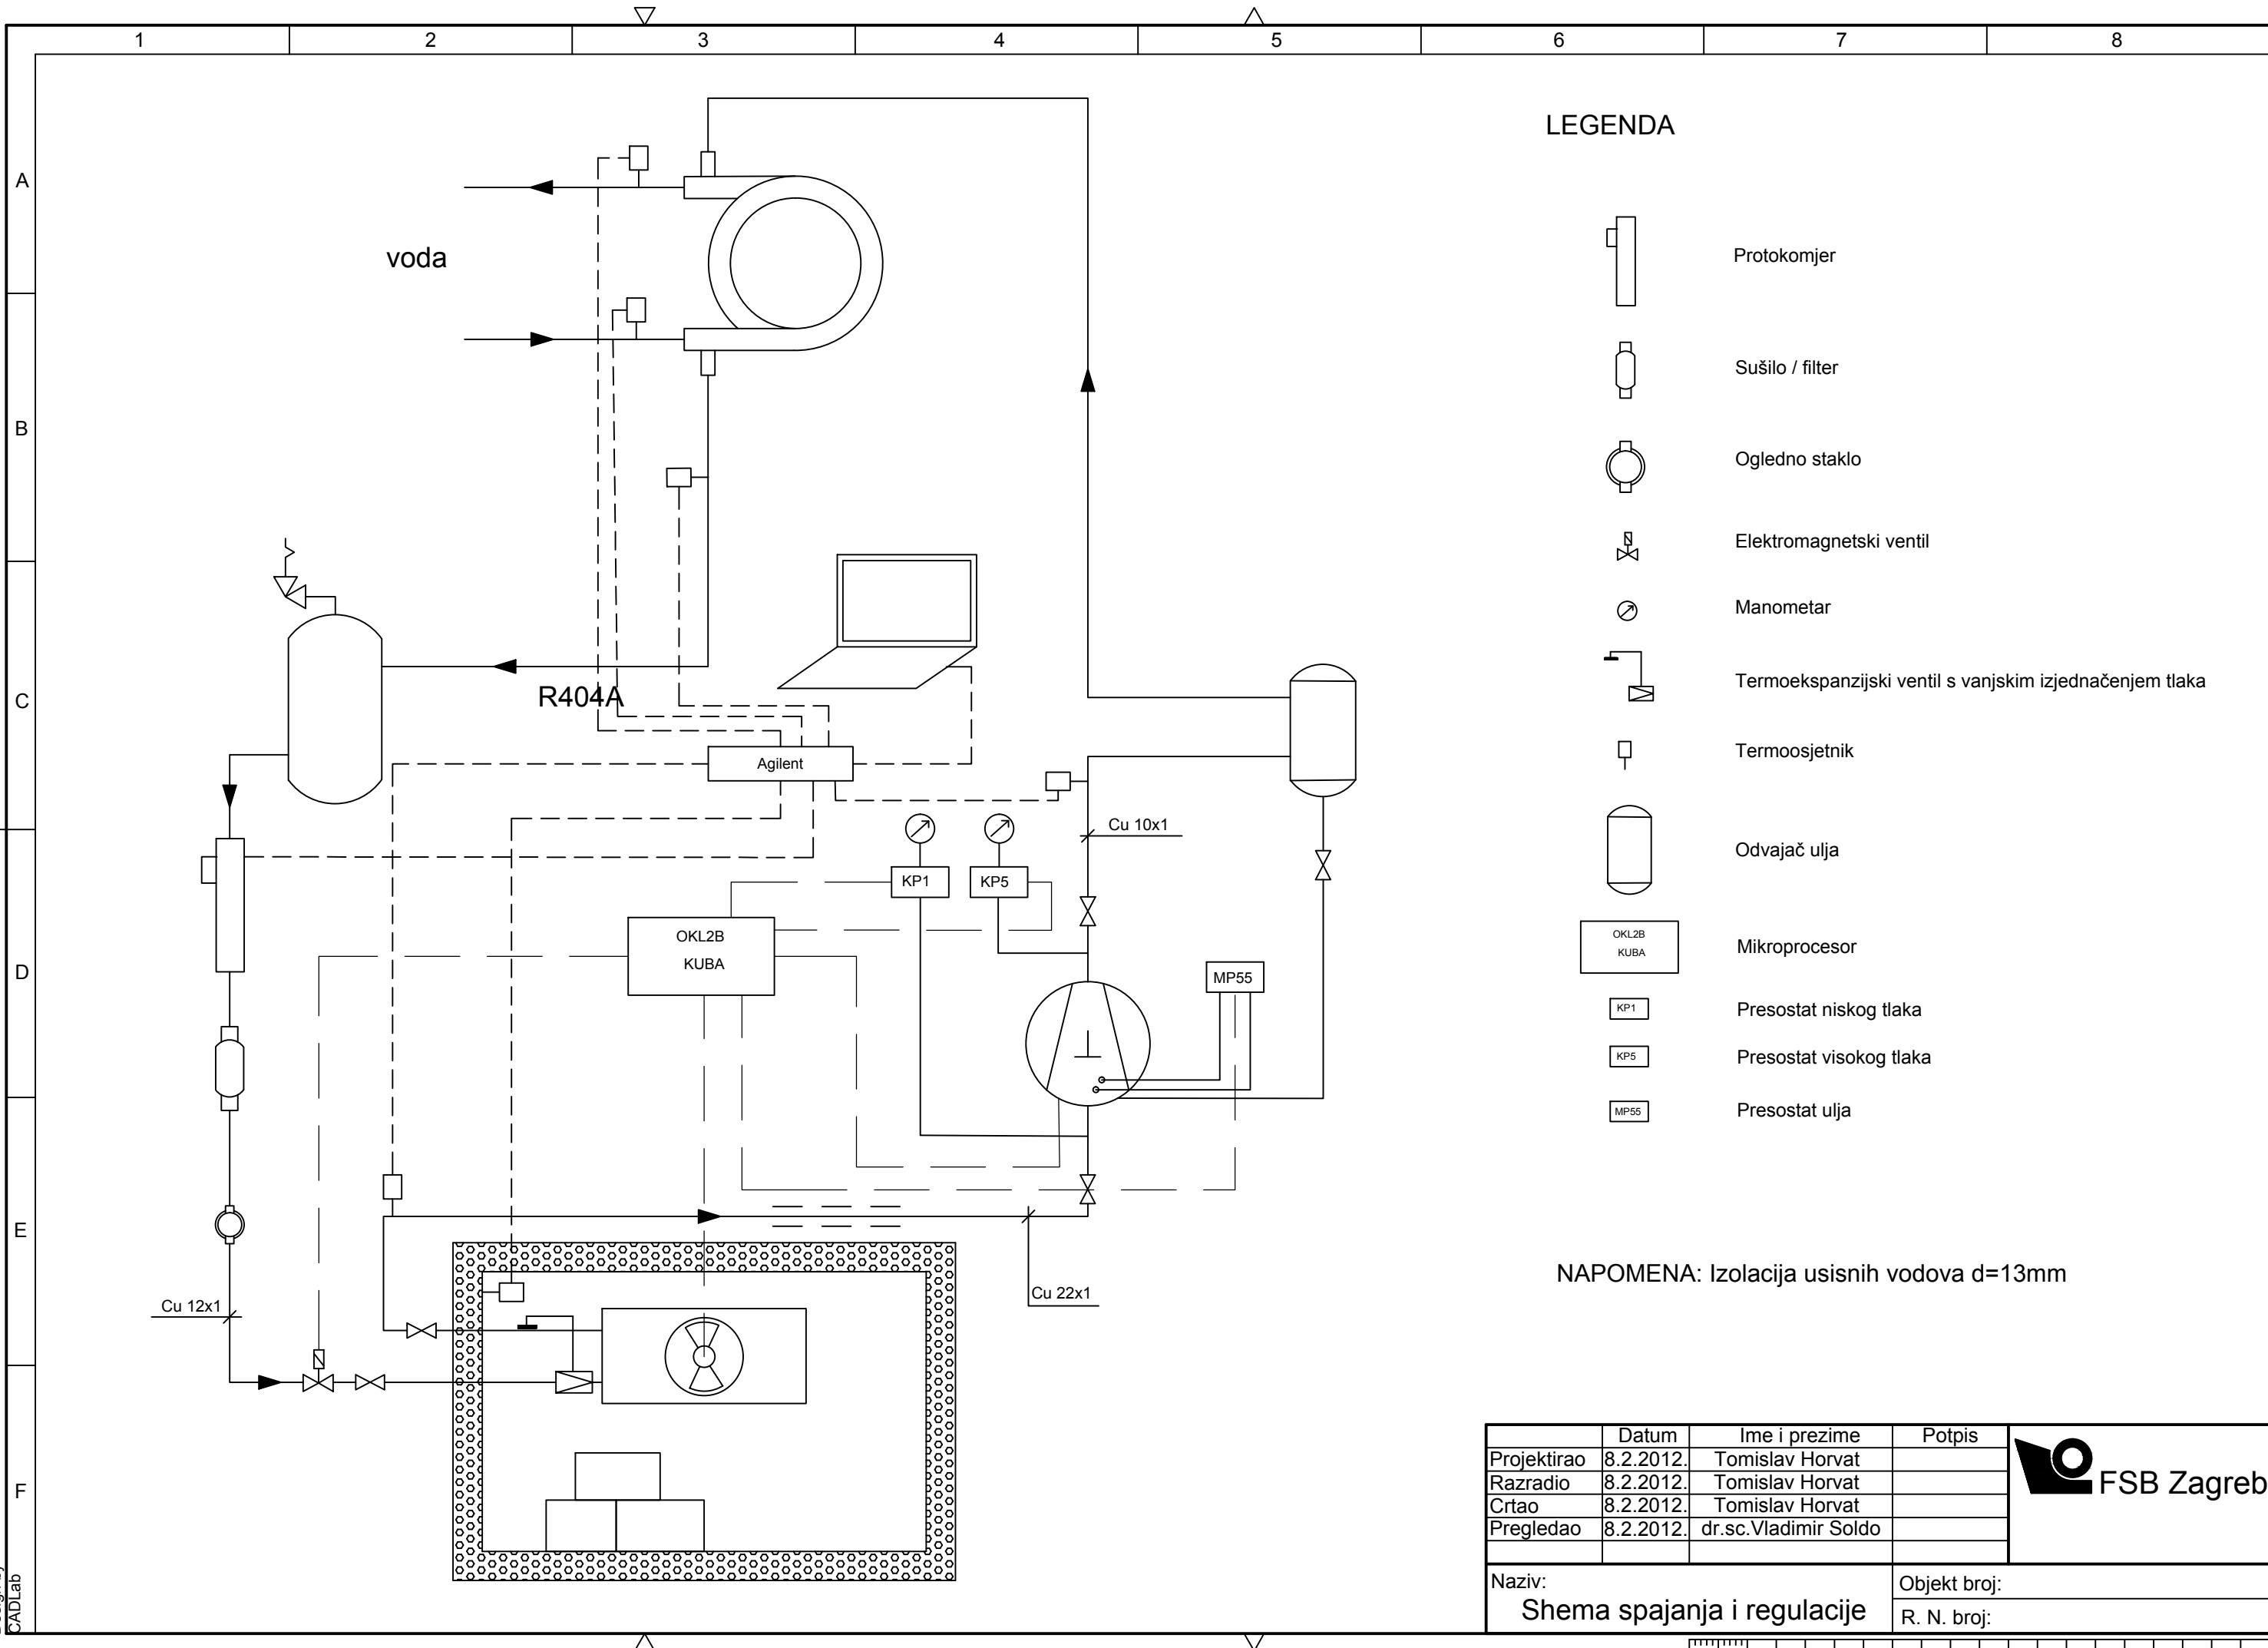 1 2 3 4 5 6 7 8
A
B
C
D
E
F
voda
R404A
Agilent
Cu 10x1
KP1
KP5
OKL2B
KUBA
MP55
Cu 22x1
Cu 12x1
LEGENDA
Protokomjer
Sušilo / filter
Ogledno staklo
Elektromagnetski ventil
Manometar
Termoekspanzijski ventil s vanjskim izjednačenjem tlaka
Termoosjetnik
Odvajač ulja
OKL2B
KUBA
Mikroprocesor
KP1 Presostat niskog tlaka
KP5 Presostat visokog tlaka
MP55 Presostat ulja
NAPOMENA: Izolacija usisnih vodova d=13mm
Datum Ime i prezime Potpis
Projektirao 8.2.2012. Tomislav Horvat
Razradio 8.2.2012. Tomislav Horvat
Crtao 8.2.2012. Tomislav Horvat
Pregledao 8.2.2012. dr.sc.Vladimir Soldo
FSB Zagreb
Naziv:
Shema spajanja i regulacije
Objekt broj:
R. N. broj:
CADLab